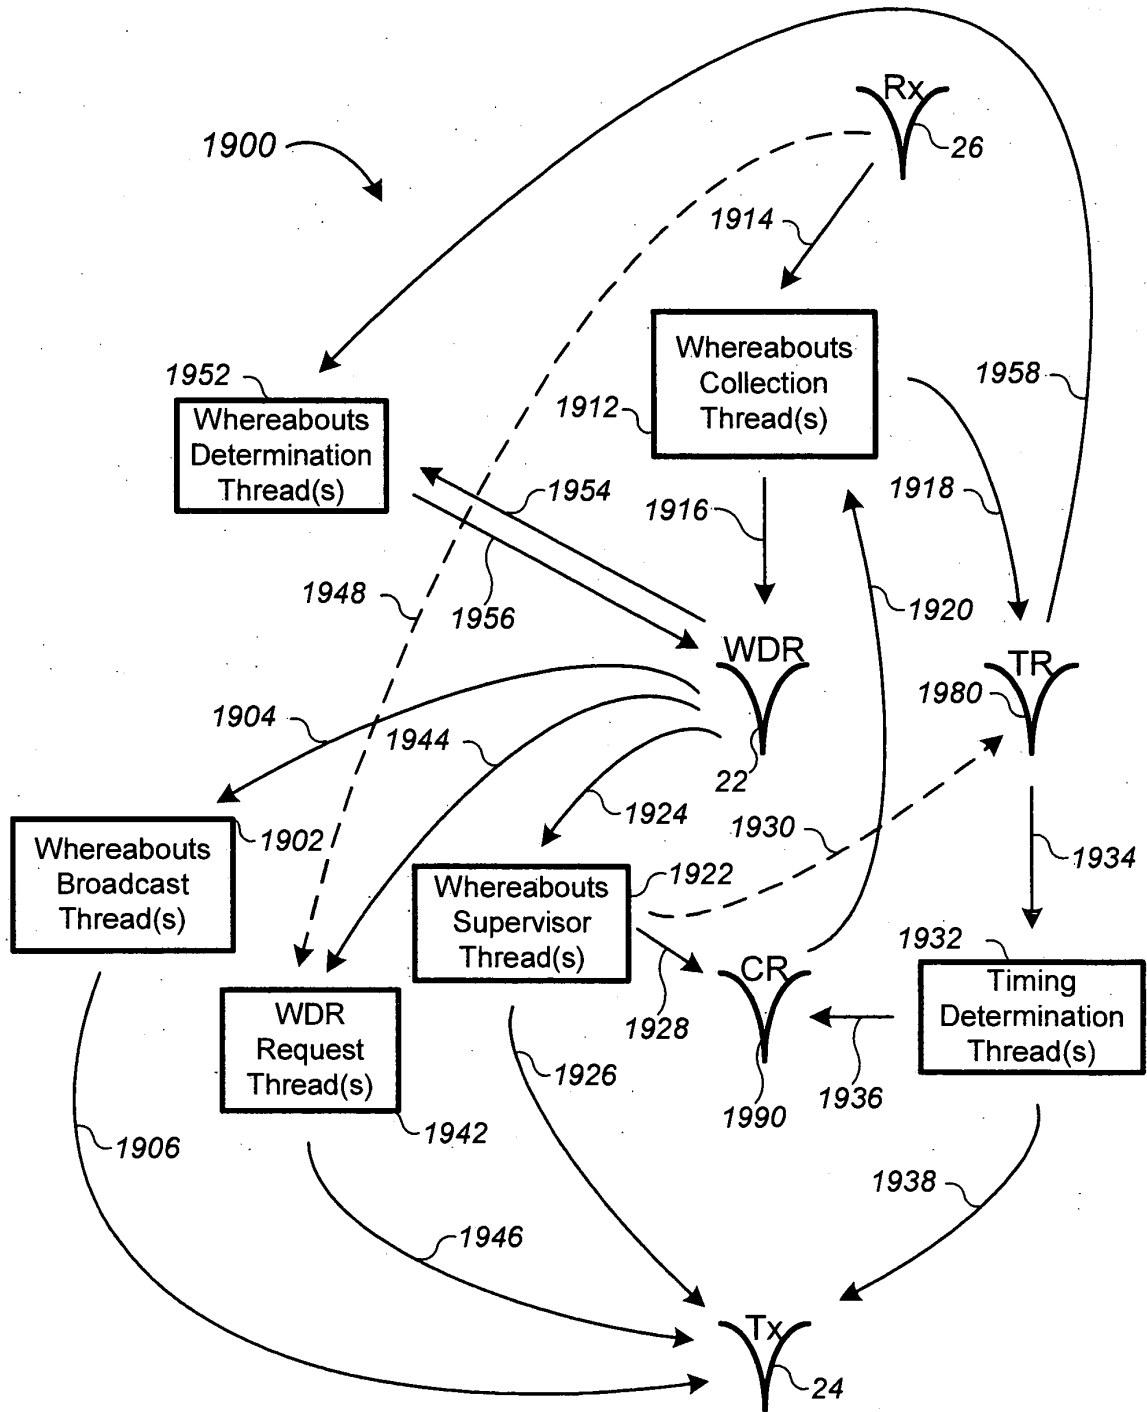 Rx
26
1900
1914
Whereabouts
Collection
Thread(s)
1912
1958
1952
Whereabouts
Determination
Thread(s)
1954
1956
1916
1918
1948
1920
WDR
22
TR
1980
1904
1944
1924
1930
1934
Whereabouts
Broadcast
Thread(s)
1902
Whereabouts
Supervisor
Thread(s)
1922
1932
Timing
Determination
Thread(s)
CR
1990
1928
1936
WDR
Request
Thread(s)
1942
1926
1906
1946
1938
Tx
24